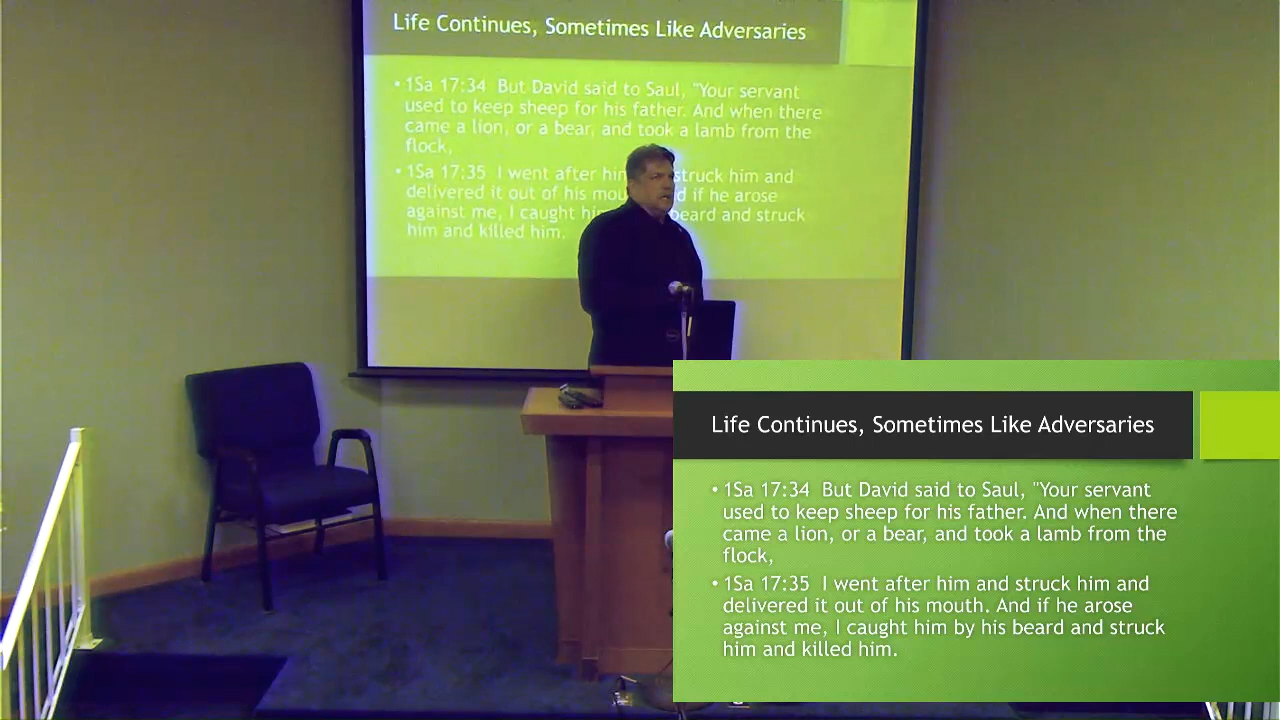 Life Continues, Sometimes Like Adversaries
• 1Sa 17:34 But David said to Saul, "Your servant
used to keep sheep for his father. And when there
came a lion, or a bear, and took a lamb from the
flock,
• 1Sa 17:35 I went after him struck him and
delivered it out of his if he arose
against me, I caught beard and struck
him and killed him.
Life Continues, Sometimes Like Adversaries
• 1Sa 17:34 But David said to Saul, "Your servant
used to keep sheep for his father. And when there
came a lion, or a bear, and took a lamb from the
flock,
• 1Sa 17:35 I went after him and struck him and
delivered it out of his mouth. And if he arose
against me, I caught him by his beard and struck
him and killed him.